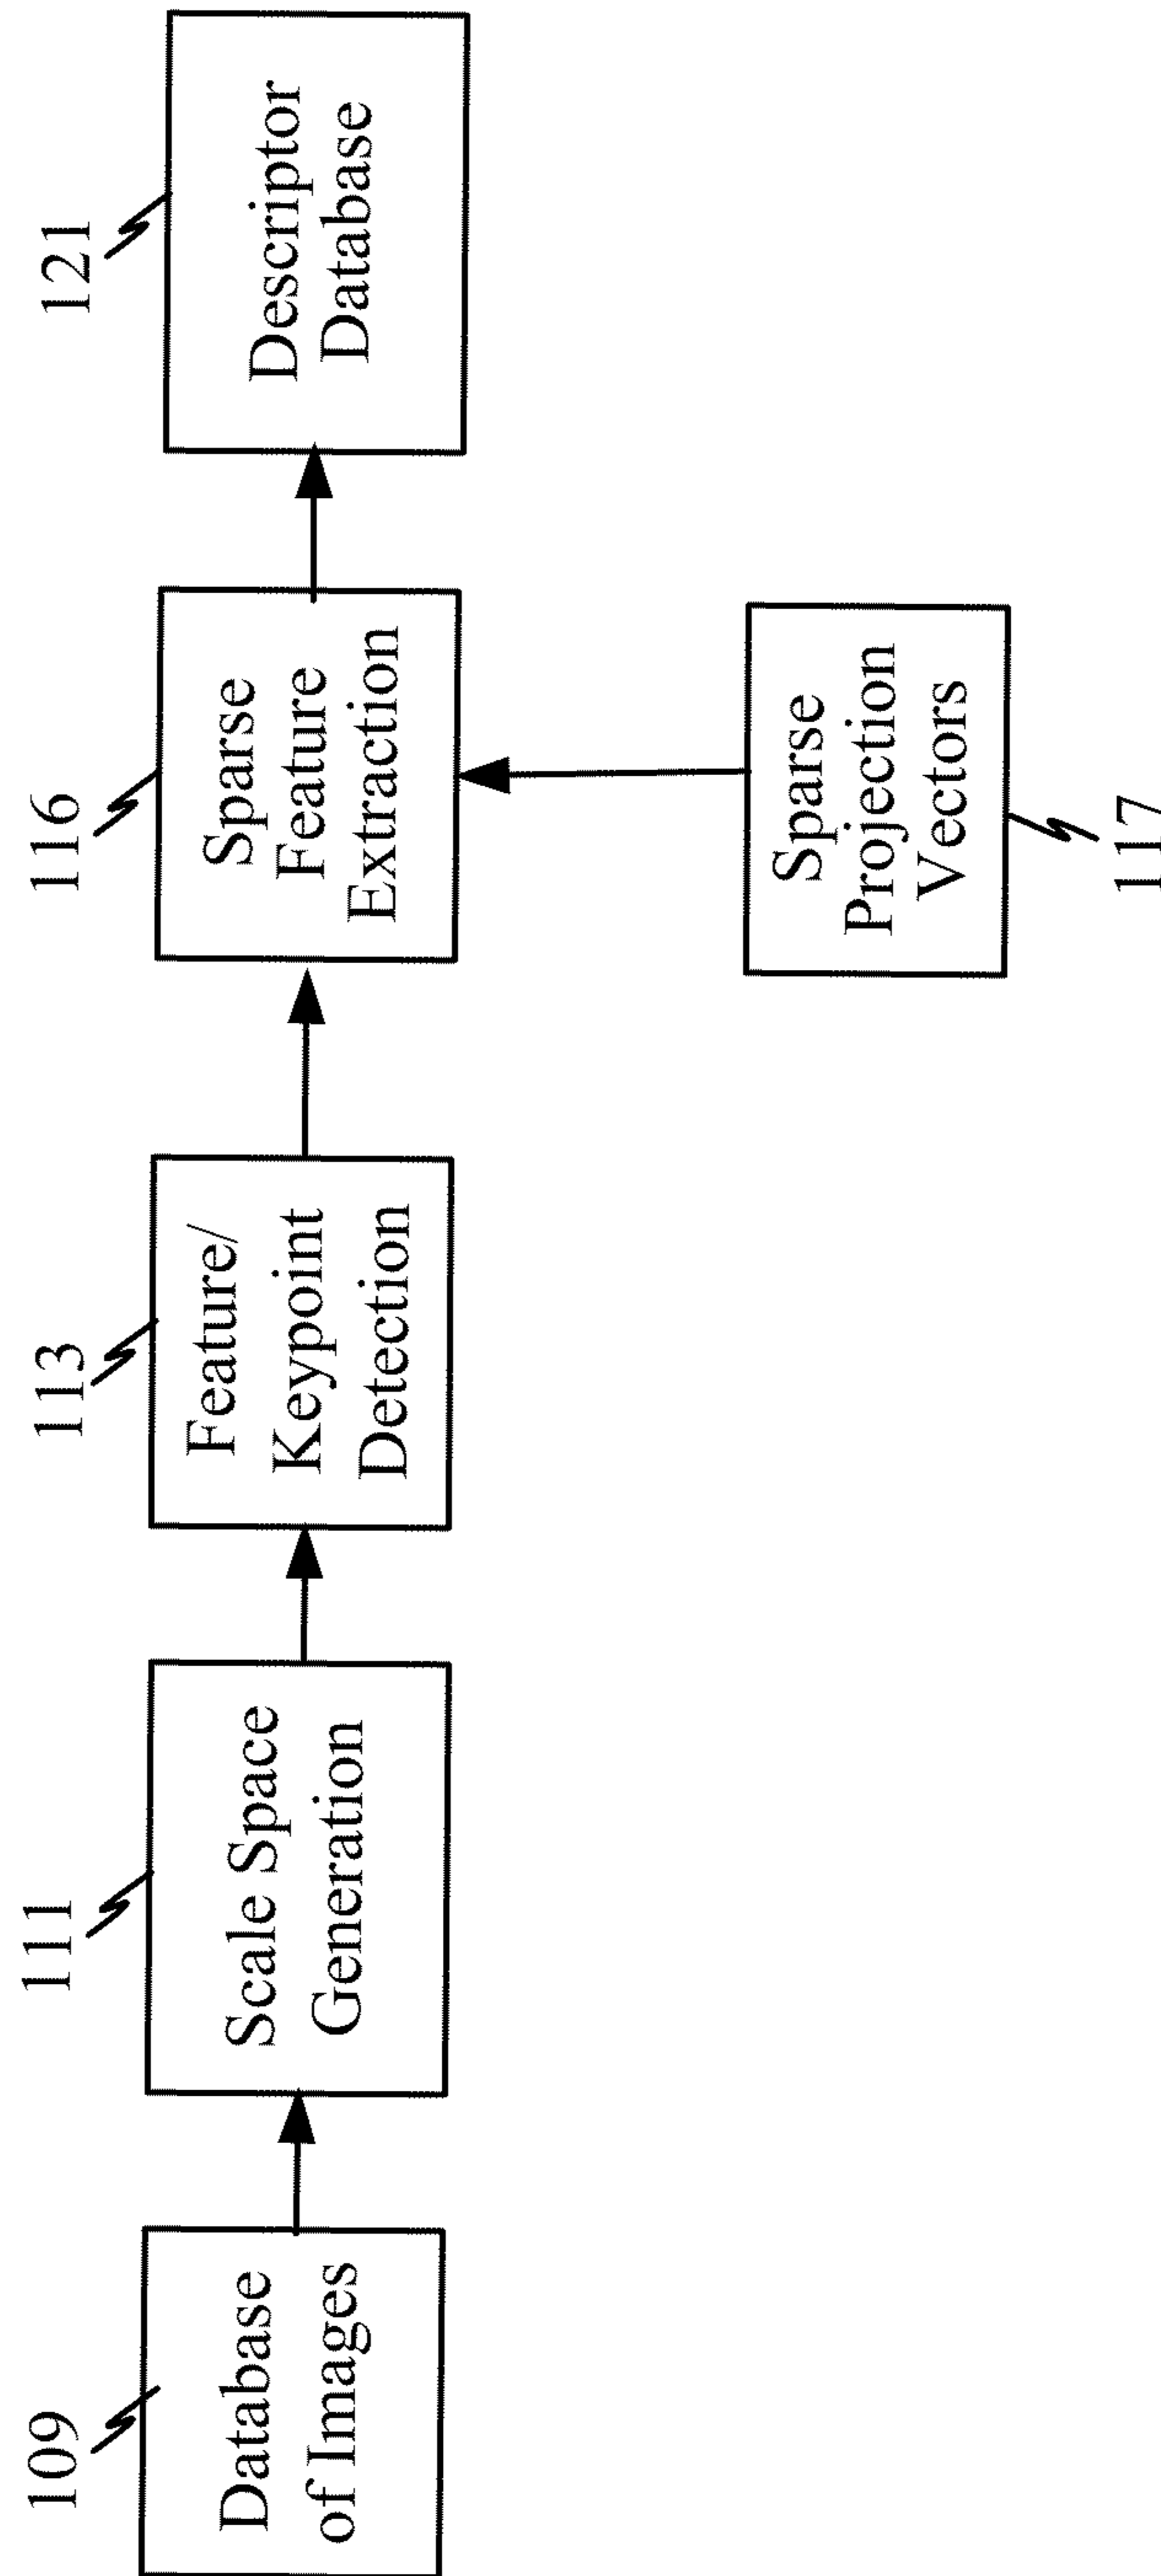 109
Database
of Images
111
Scale Space
Generation
113
Feature/
Keypoint
Detection
116
Sparse
Feature
Extraction
121
Descriptor
Database
Sparse
Projection
Vectors
117